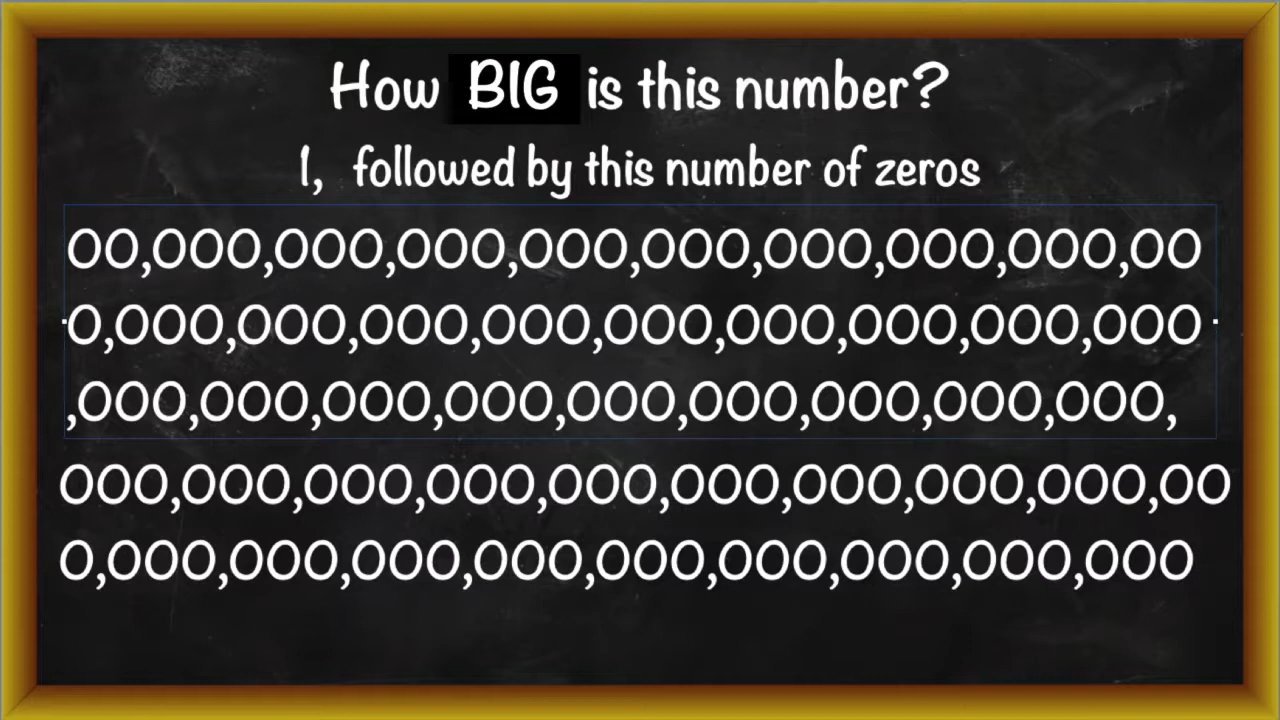 How BIG is this number?
1, followed by this number of zeros
00,000,000,000,000,000,000,000,000,00
0,000,000,000,000,000,000,000,000,000
,000,000,000,000,000,000,000,000,000,
000,000,000,000,000,000,000,000,000,00
0,000,000,000,000,000,000,000,000,000